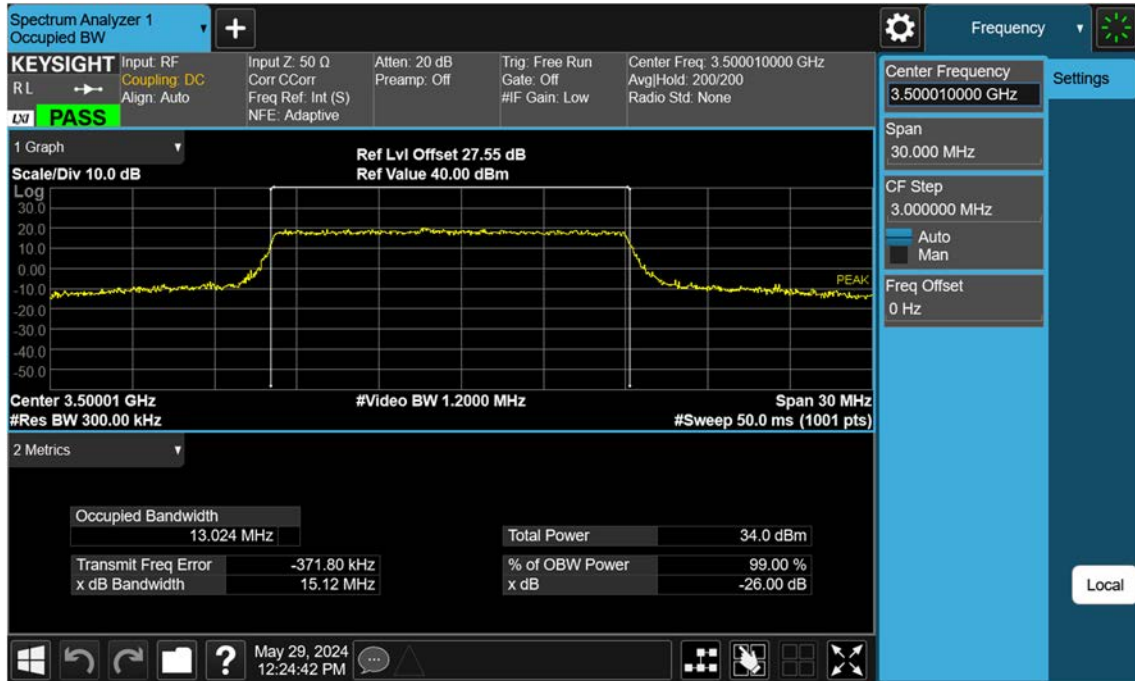 Spectrum Analyzer 1
Occupied BW
+
Frequency
KEYSIGHT
R L
LXI
PASS
Input: RF
Coupling: DC
Align: Auto
Input Z: 50 Ω
Corr CCorr
Freq Ref: Int (S)
NFE: Adaptive
Atten: 20 dB
Preamp: Off
Trig: Free Run
Gate: Off
#IF Gain: Low
Center Freq: 3.500010000 GHz
Avg|Hold: 200/200
Radio Std: None
Center Frequency
3.500010000 GHz
Settings
Span
30.000 MHz
CF Step
3.000000 MHz
Auto
Man
Freq Offset
0 Hz
Local
1 Graph
Scale/Div 10.0 dB
Ref Lvl Offset 27.55 dB
Ref Value 40.00 dBm
Log
30.0
20.0
10.0
0.00
-10.0
-20.0
-30.0
-40.0
-50.0
PEAK
Center 3.50001 GHz
#Video BW 1.2000 MHz
Span 30 MHz
#Res BW 300.00 kHz
#Sweep 50.0 ms (1001 pts)
2 Metrics
Occupied Bandwidth
13.024 MHz
Total Power 34.0 dBm
Transmit Freq Error -371.80 kHz
% of OBW Power 99.00 %
x dB Bandwidth 15.12 MHz
x dB -26.00 dB
?
May 29, 2024
12:24:42 PM